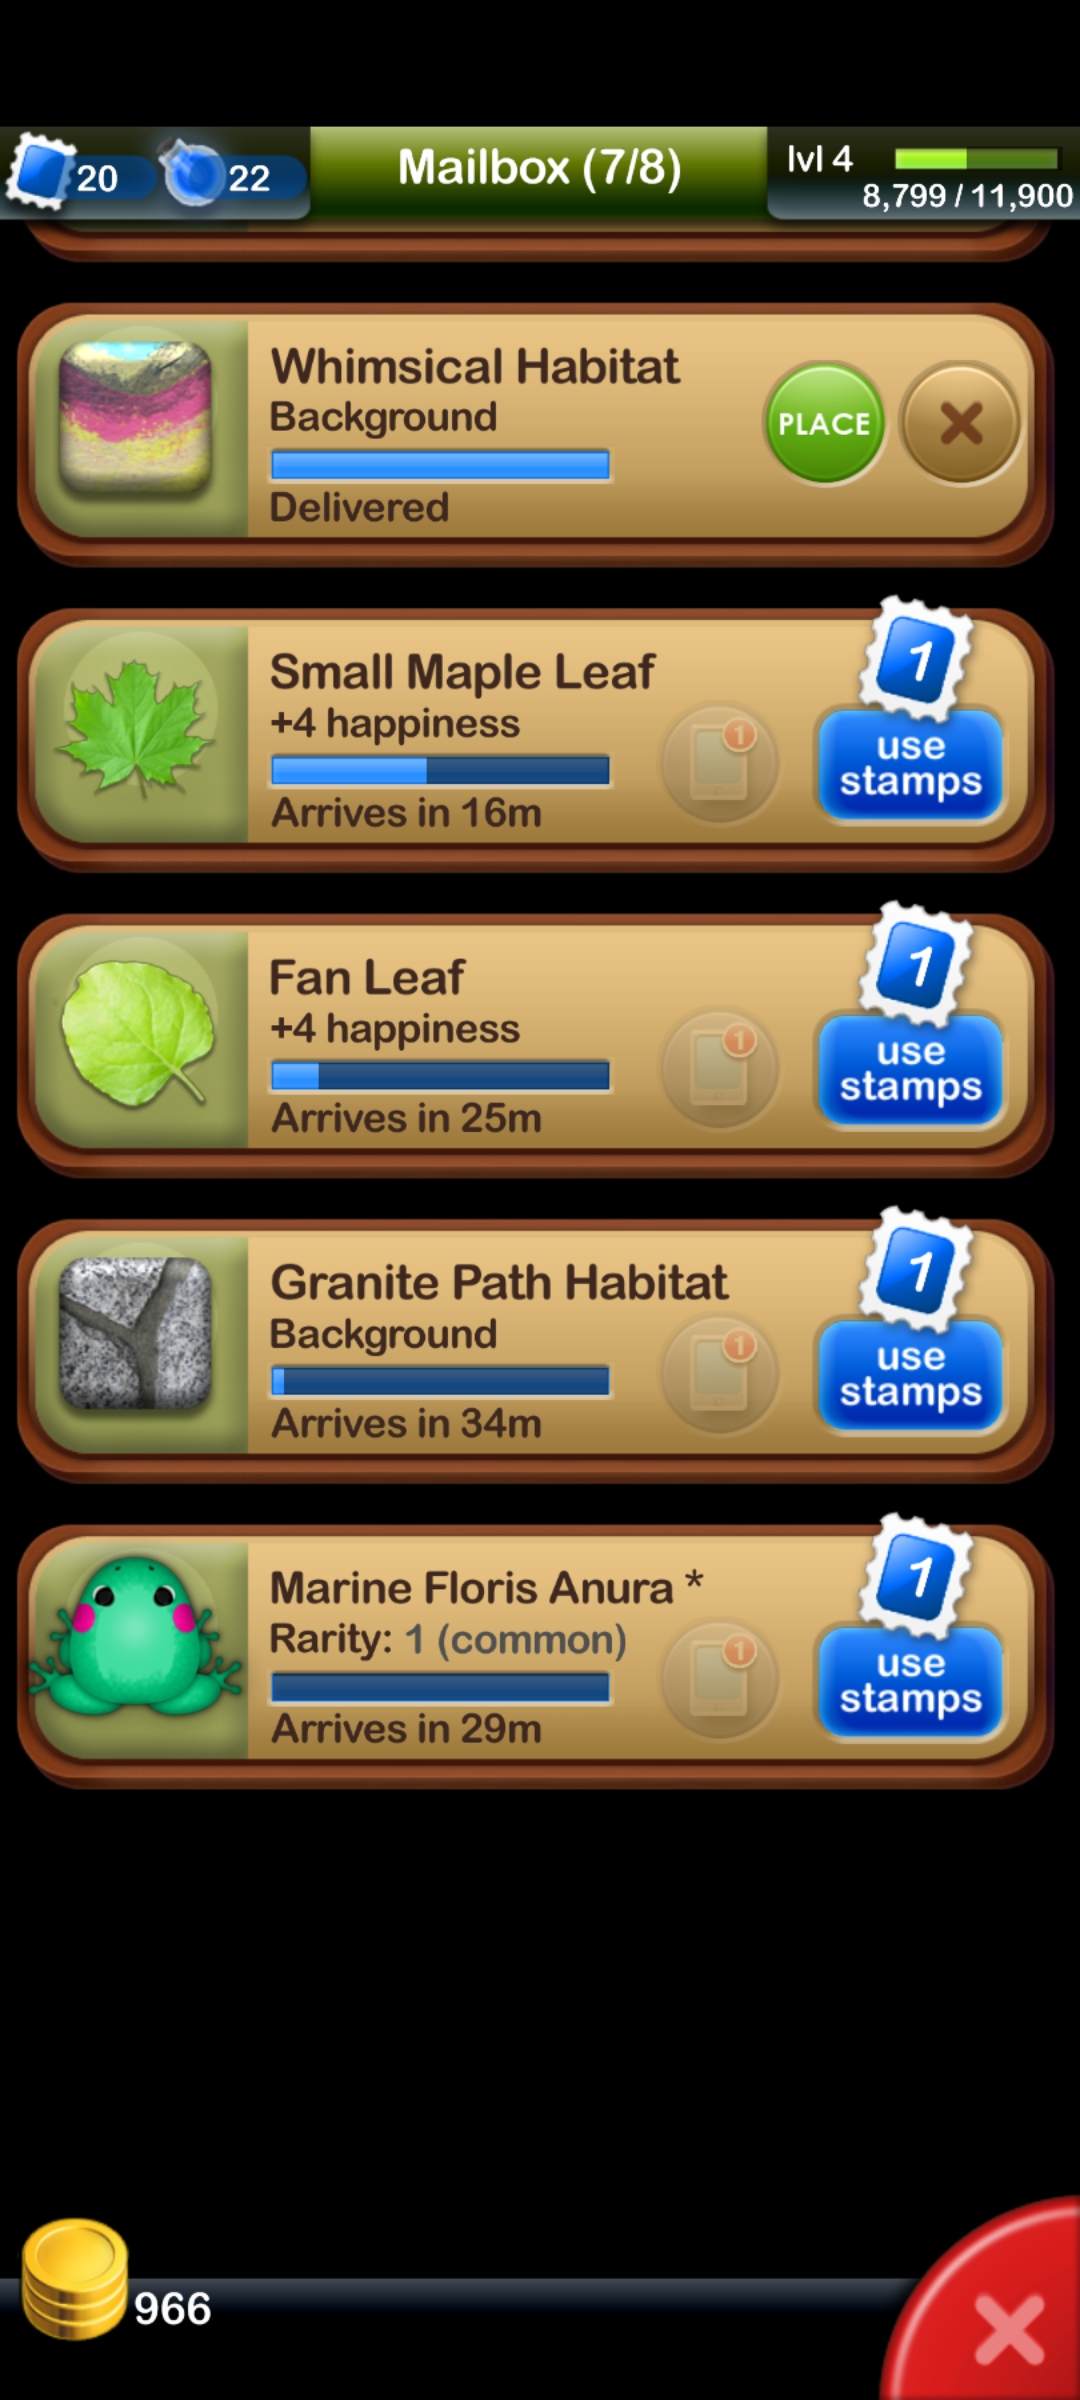 20
22
Mailbox (7/8)
lvl 4
8,799 / 11,900
Whimsical Habitat
Background
Delivered
PLACE
Small Maple Leaf
+4 happiness
Arrives in 16m
1
1
use
stamps
Fan Leaf
+4 happiness
Arrives in 25m
1
1
use
stamps
Granite Path Habitat
Background
Arrives in 34m
1
1
use
stamps
Marine Floris Anura *
Rarity: 1 (common)
Arrives in 29m
1
1
use
stamps
966